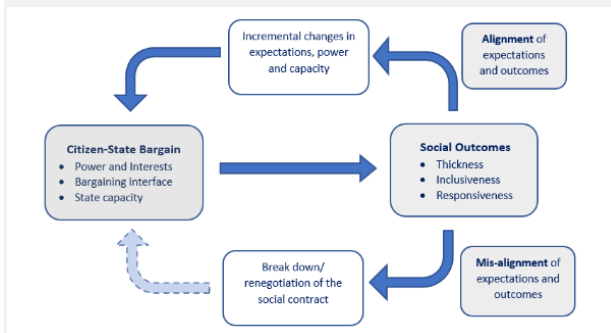 Incremental changes in
expectations, power
and capacity
Alignment of
expectations
and outcomes
Citizen-State Bargain
• Power and Interests
• Bargaining interface
• State capacity
Social Outcomes
• Thickness
• Inclusiveness
• Responsiveness
Break down/
renegotiation of the
social contract
Mis-alignment of
expectations and
outcomes